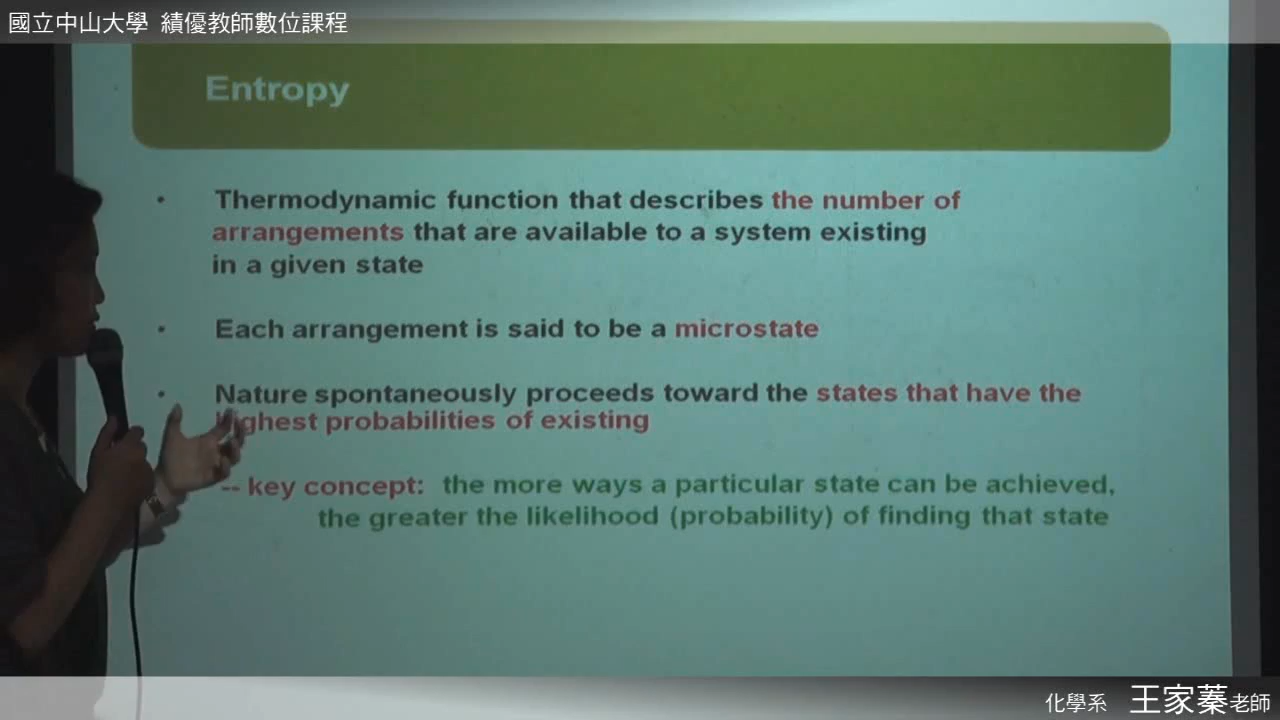 國立中山大學 績優教師數位課程
Entropy
• Thermodynamic function that describes the number of
arrangements that are available to a system existing
in a given state
• Each arrangement is said to be a microstate
• Nature spontaneously proceeds toward the states that have the
highest probabilities of existing
-- key concept: the more ways a particular state can be achieved,
the greater the likelihood (probability) of finding that state
化學系 王家蓁老師